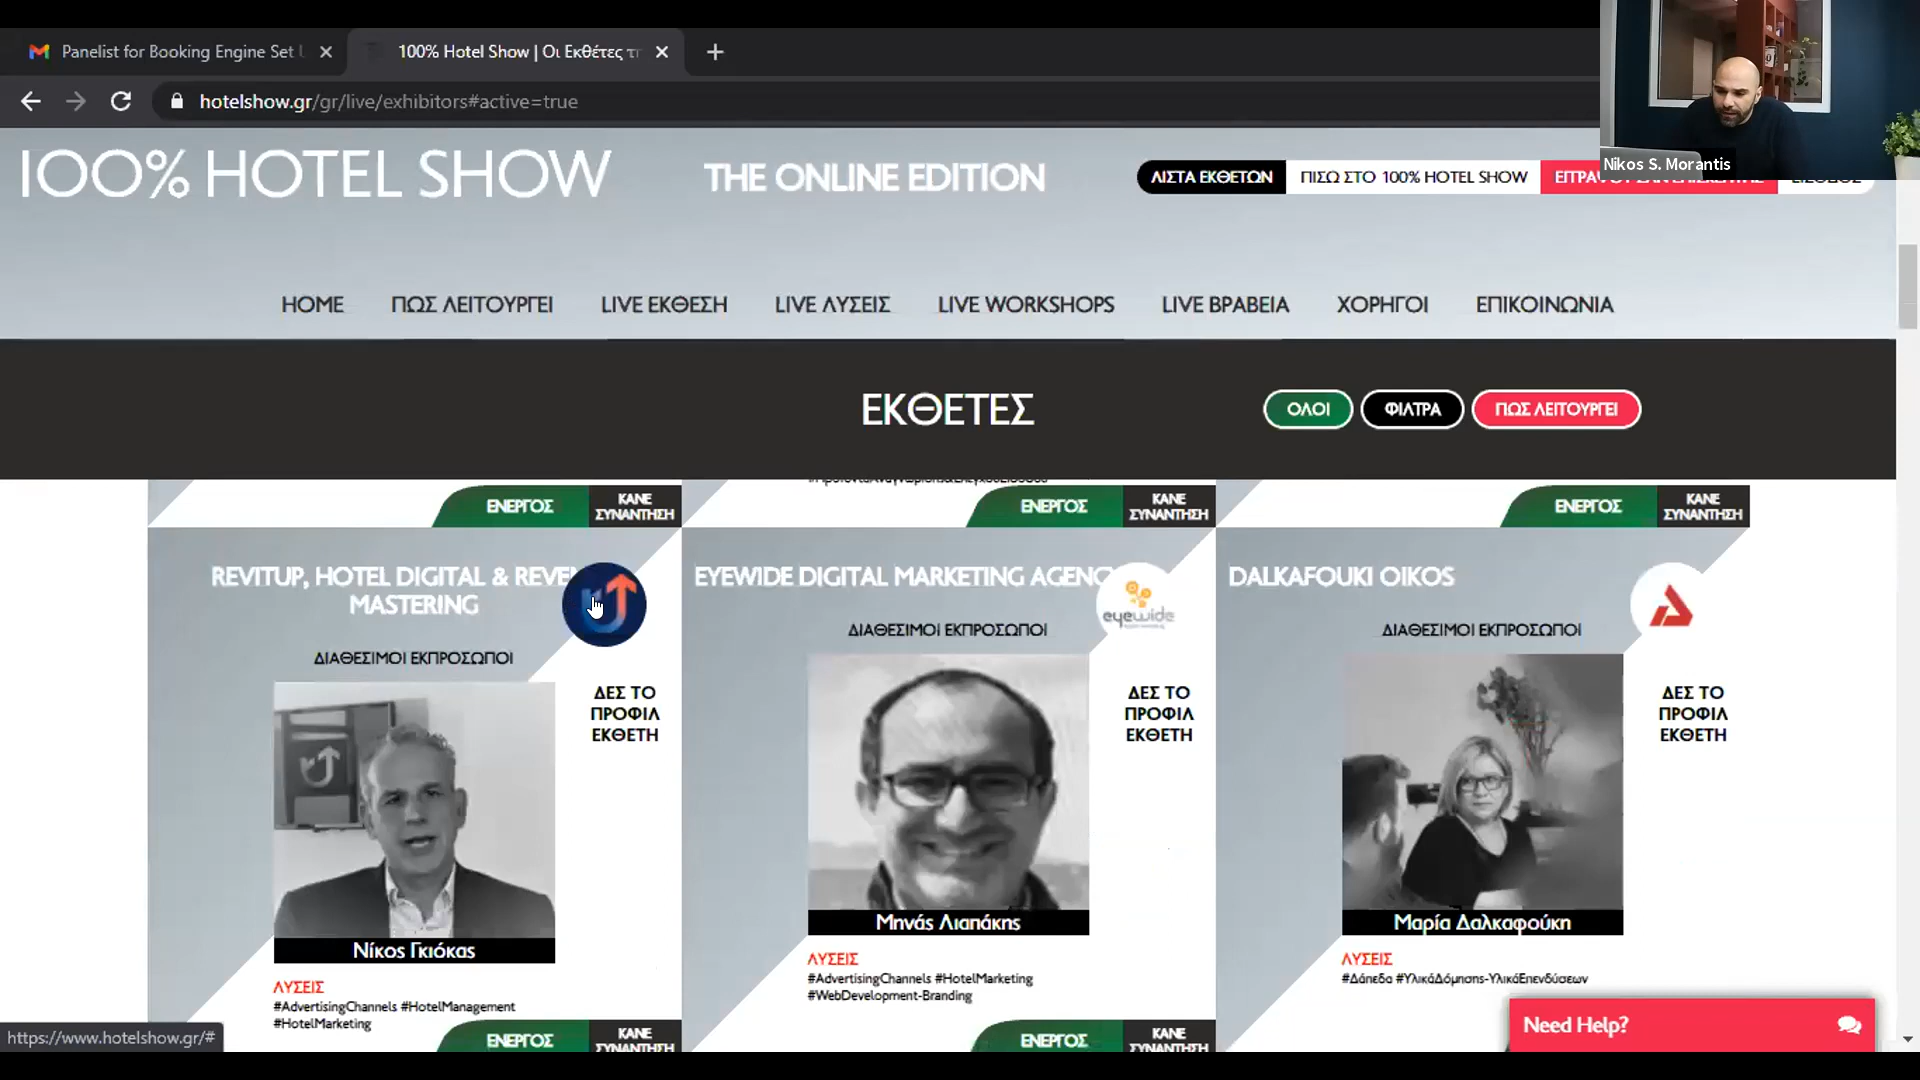 Panelist for Booking Engine Set
100% Hotel Show | Οι Εκθέτες τη
hotelshow.gr/gr/live/exhibitors#active=true
Nikos S. Morantis
100% HOTEL SHOW
THE ONLINE EDITION
ΛΙΣΤΑ ΕΚΘΕΤΩΝ
ΠΙΣΩ ΣΤΟ 100% HOTEL SHOW
HOME
ΠΩΣ ΛΕΙΤΟΥΡΓΕΙ
LIVE ΕΚΘΕΣΗ
LIVE ΛΥΣΕΙΣ
LIVE WORKSHOPS
LIVE ΒΡΑΒΕΙΑ
ΧΟΡΗΓΟΙ
ΕΠΙΚΟΙΝΩΝΙΑ
ΕΚΘΕΤΕΣ
ΟΛΟΙ
ΦΙΛΤΡΑ
ΠΩΣ ΛΕΙΤΟΥΡΓΕΙ
ΕΝΕΡΓΟΣ
ΚΑΝΕ
ΣΥΝΑΝΤΗΣΗ
ΕΝΕΡΓΟΣ
ΚΑΝΕ
ΣΥΝΑΝΤΗΣΗ
ΕΝΕΡΓΟΣ
ΚΑΝΕ
ΣΥΝΑΝΤΗΣΗ
REVITUP, HOTEL DIGITAL & REVEN
MASTERING
ΔΙΑΘΕΣΙΜΟΙ ΕΚΠΡΟΣΩΠΟΙ
ΔΕΣ ΤΟ
ΠΡΟΦΙΛ
ΕΚΘΕΤΗ
Νίκος Γκιόκας
ΛΥΣΕΙΣ
#AdvertisingChannels #HotelManagement
#HotelMarketing
ΕΝΕΡΓΟΣ
ΚΑΝΕ
ΣΥΝΑΝΤΗΣΗ
EYEWIDE DIGITAL MARKETING AGENC
eyewide
ΔΙΑΘΕΣΙΜΟΙ ΕΚΠΡΟΣΩΠΟΙ
ΔΕΣ ΤΟ
ΠΡΟΦΙΛ
ΕΚΘΕΤΗ
Μηνάς Λιαπάκης
ΛΥΣΕΙΣ
#AdvertisingChannels #HotelMarketing
#WebDevelopment-Branding
ΕΝΕΡΓΟΣ
ΚΑΝΕ
ΣΥΝΑΝΤΗΣΗ
DALKAFOUKI OIKOS
ΔΙΑΘΕΣΙΜΟΙ ΕΚΠΡΟΣΩΠΟΙ
ΔΕΣ ΤΟ
ΠΡΟΦΙΛ
ΕΚΘΕΤΗ
Μαρία Δαλκαφούκη
ΛΥΣΕΙΣ
#Δάπεδα #ΥλικάΔόμησης-ΥλικάΕπενδύσεων
Need Help?
https://www.hotelshow.gr/#